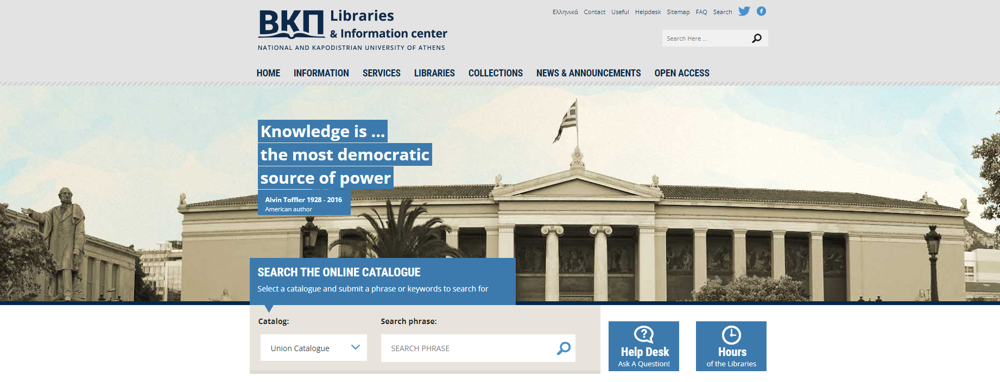 ΒΚΠ Libraries
& Information center
NATIONAL AND KAPODISTRIAN UNIVERSITY OF ATHENS
Ελληνικά Contact Useful Helpdesk Sitemap FAQ Search
Search Here ...
HOME INFORMATION SERVICES LIBRARIES COLLECTIONS NEWS & ANNOUNCEMENTS OPEN ACCESS
Knowledge is ...
the most democratic
source of power
Alvin Toffler 1928 - 2016
American author
SEARCH THE ONLINE CATALOGUE
Select a catalogue and submit a phrase or keywords to search for
Catalog: Search phrase:
Union Catalogue SEARCH PHRASE
Help Desk
Ask A Question!
Hours
of the Libraries